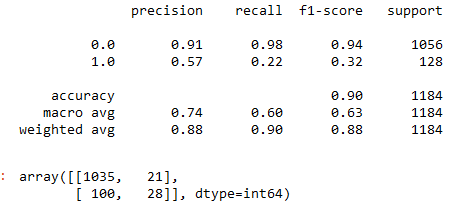 precision recall f1-score support
0.0 0.91 0.98 0.94 1056
1.0 0.57 0.22 0.32 128
accuracy 0.90 1184
macro avg 0.74 0.60 0.63 1184
weighted avg 0.88 0.90 0.88 1184
: array([[1035, 21],
[ 100, 28]], dtype=int64)